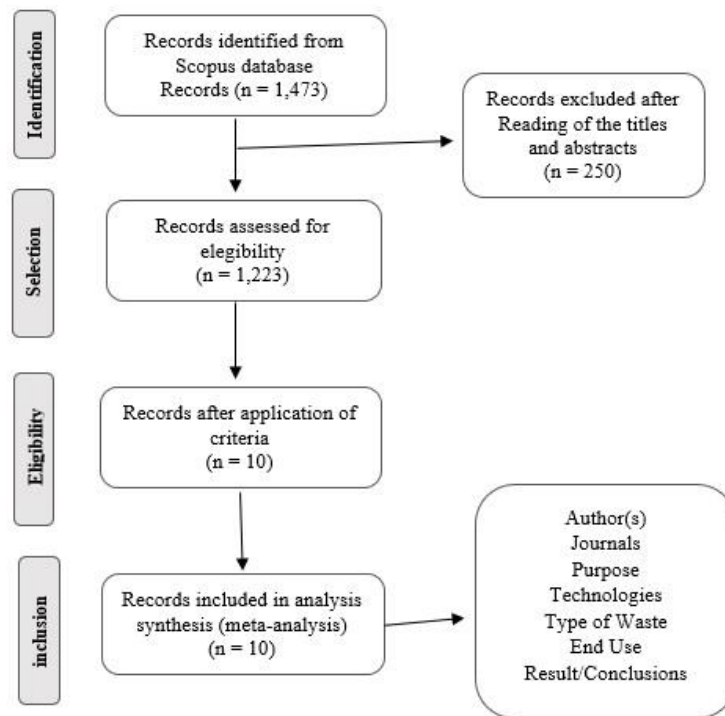 Identification
Records identified from
Scopus database
Records (n = 1,473)
Records excluded after
Reading of the titles
and abstracts
(n = 250)
Selection
Records assessed for
elegibility
(n = 1,223)
Eligibility
Records after application of
criteria
(n = 10)
inclusion
Records included in analysis
synthesis (meta-analysis)
(n = 10)
Author(s)
Journals
Purpose
Technologies
Type of Waste
End Use
Result/Conclusions